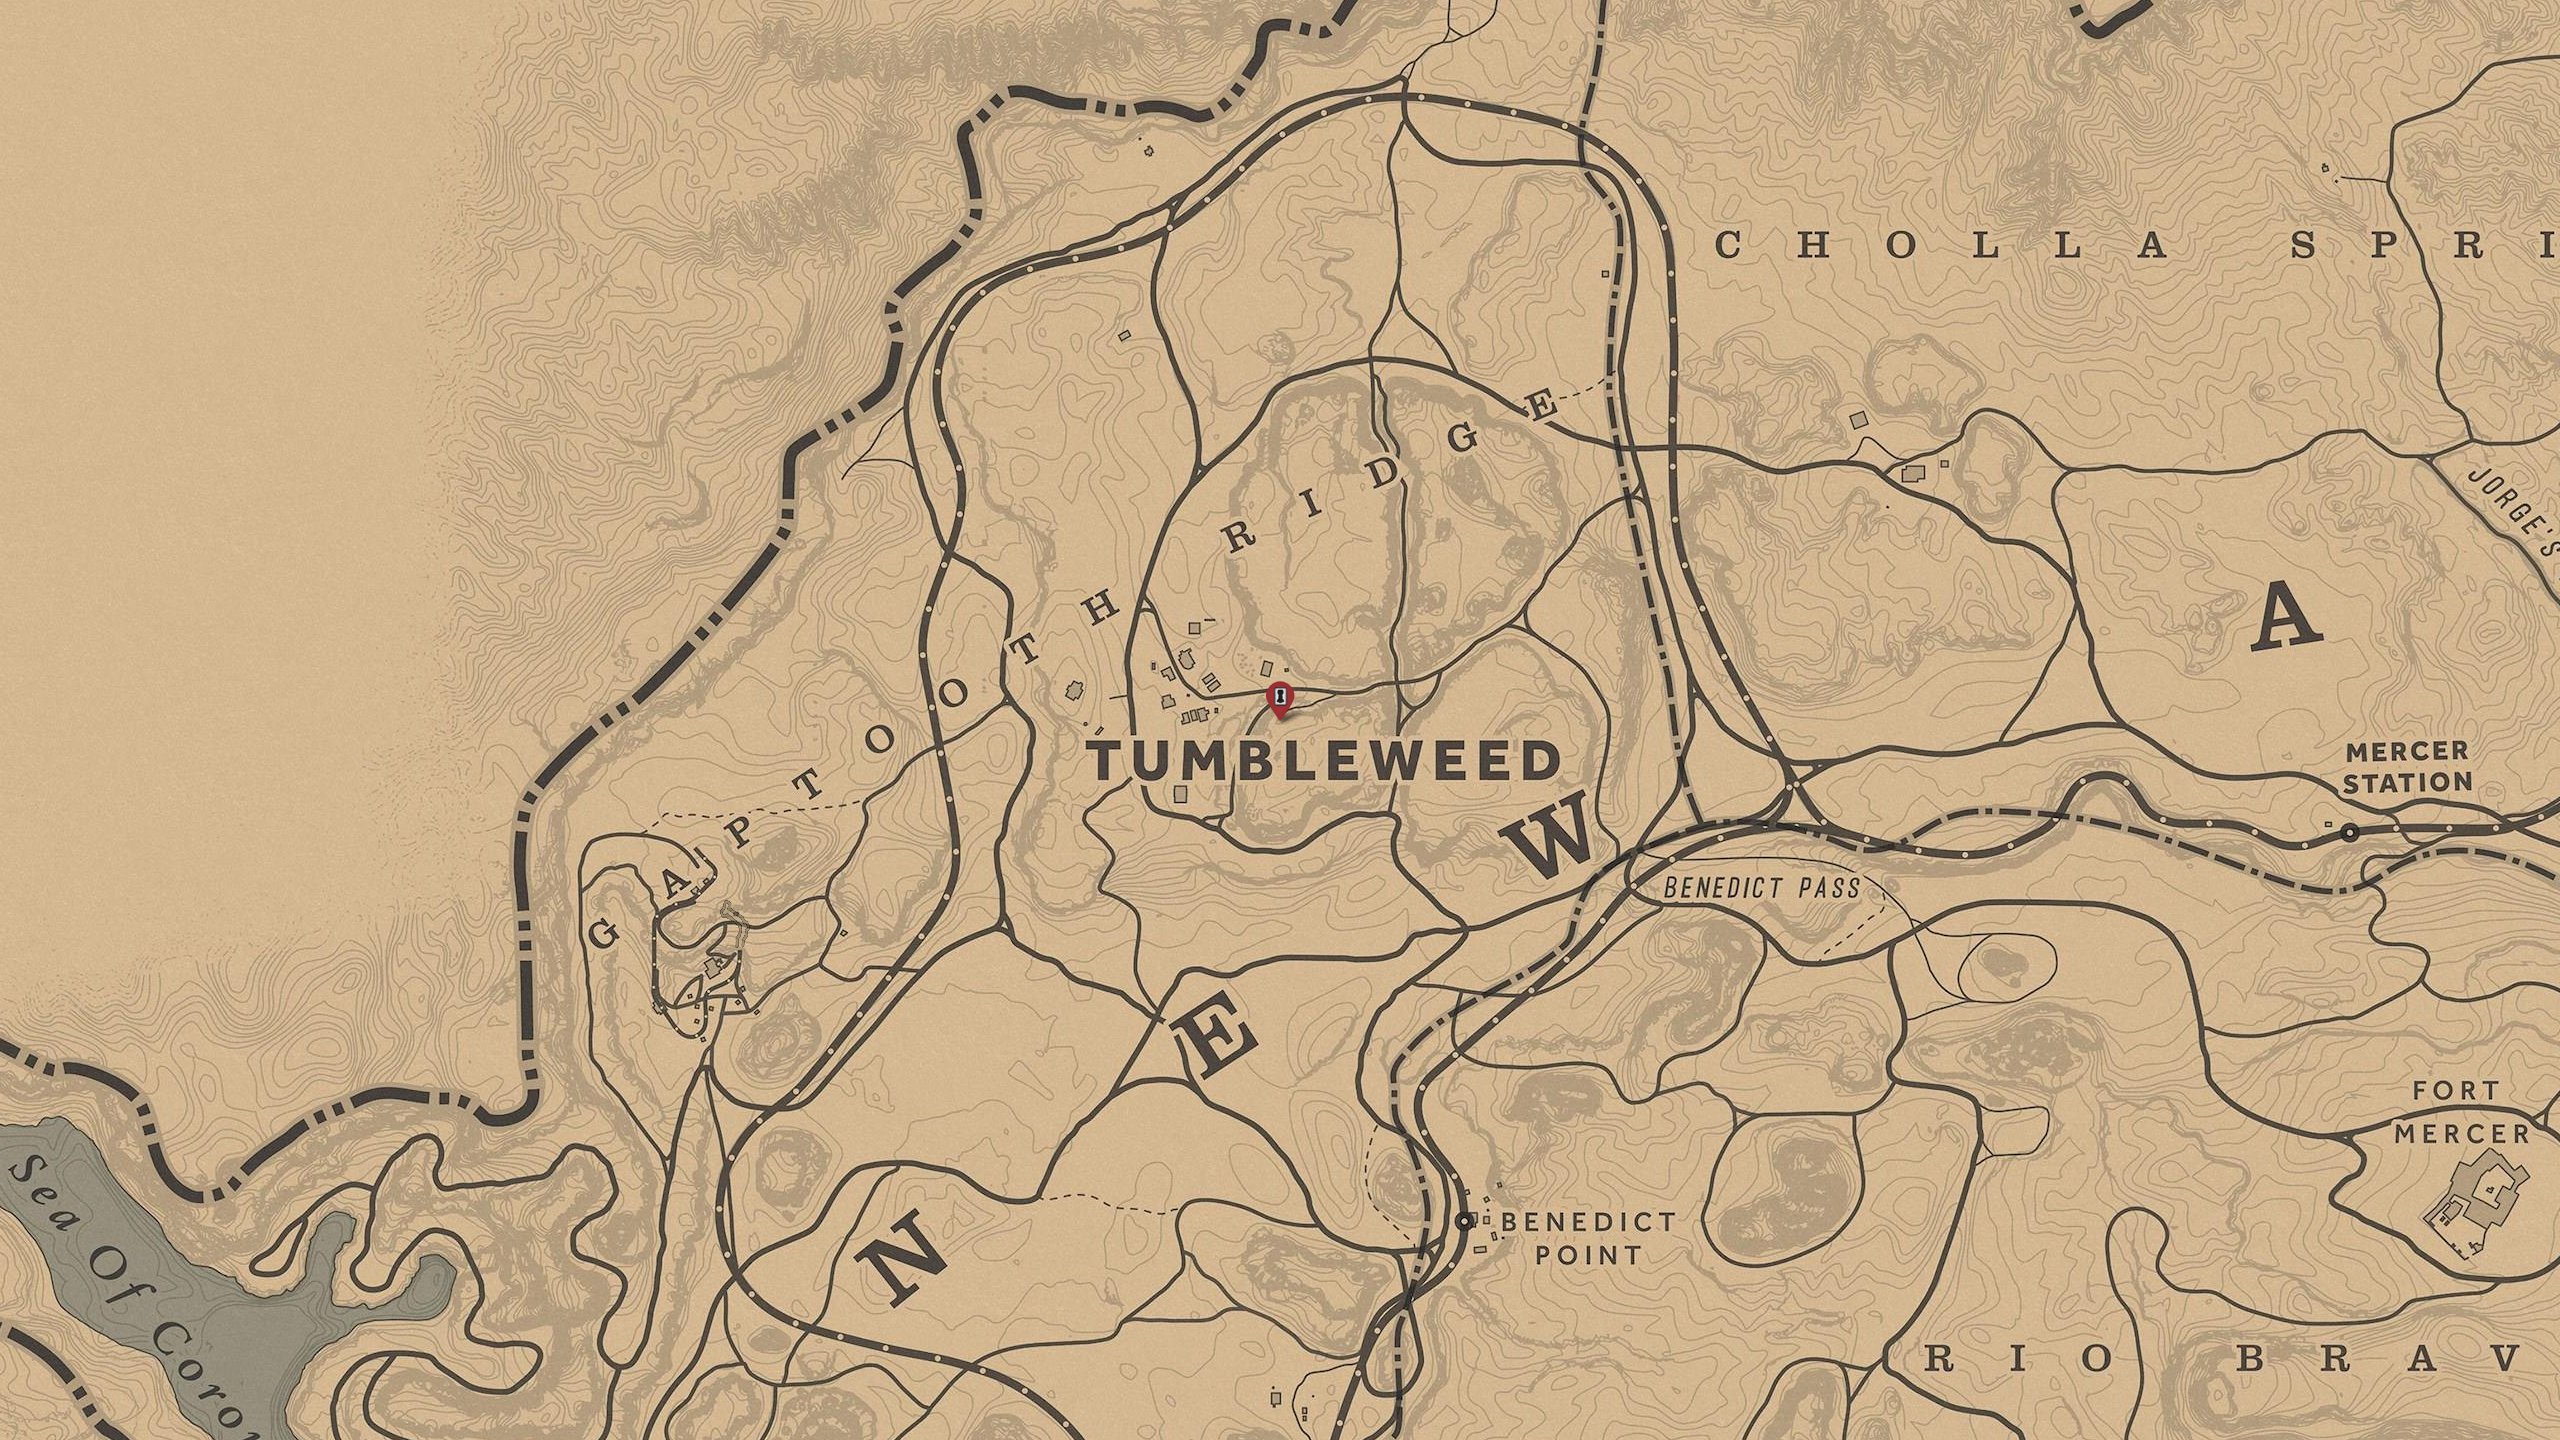 CHOLLA SPRI
GAPTOOTH RIDGE
JORGE'S
A
TUMBLEWEED
MERCER
STATION
W
BENEDICT PASS
E
FORT
MERCER
Sea Of Coro
N
BENEDICT
POINT
RIO BRAV